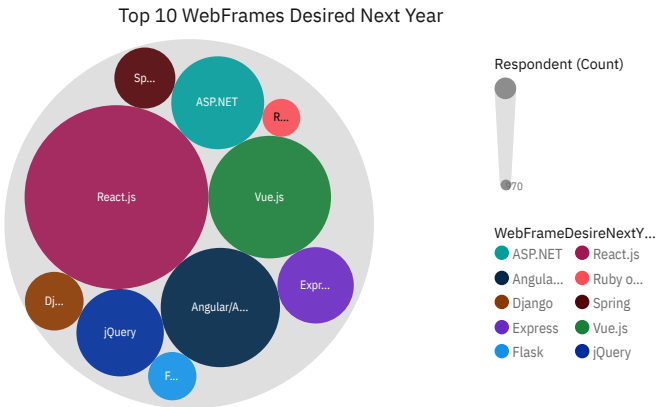 Top 10 WebFrames Desired Next Year
Sp...
ASP.NET
R...
React.js
Vue.js
Expr...
Dj...
Angular/A...
jQuery
F...
Respondent (Count)
970
WebFrameDesireNextY...
ASP.NET
React.js
Angula...
Ruby o...
Django
Spring
Express
Vue.js
Flask
jQuery